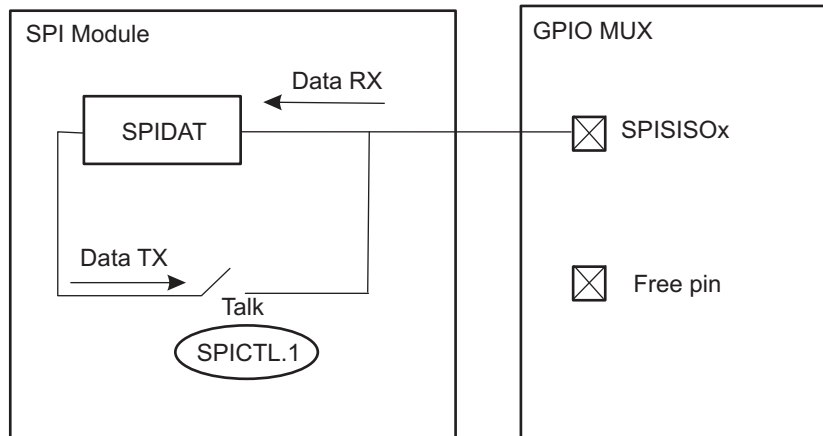 SPI Module
GPIO MUX
Data RX
SPIDAT
SPISISOx
Data TX
Free pin
Talk
SPICTL.1